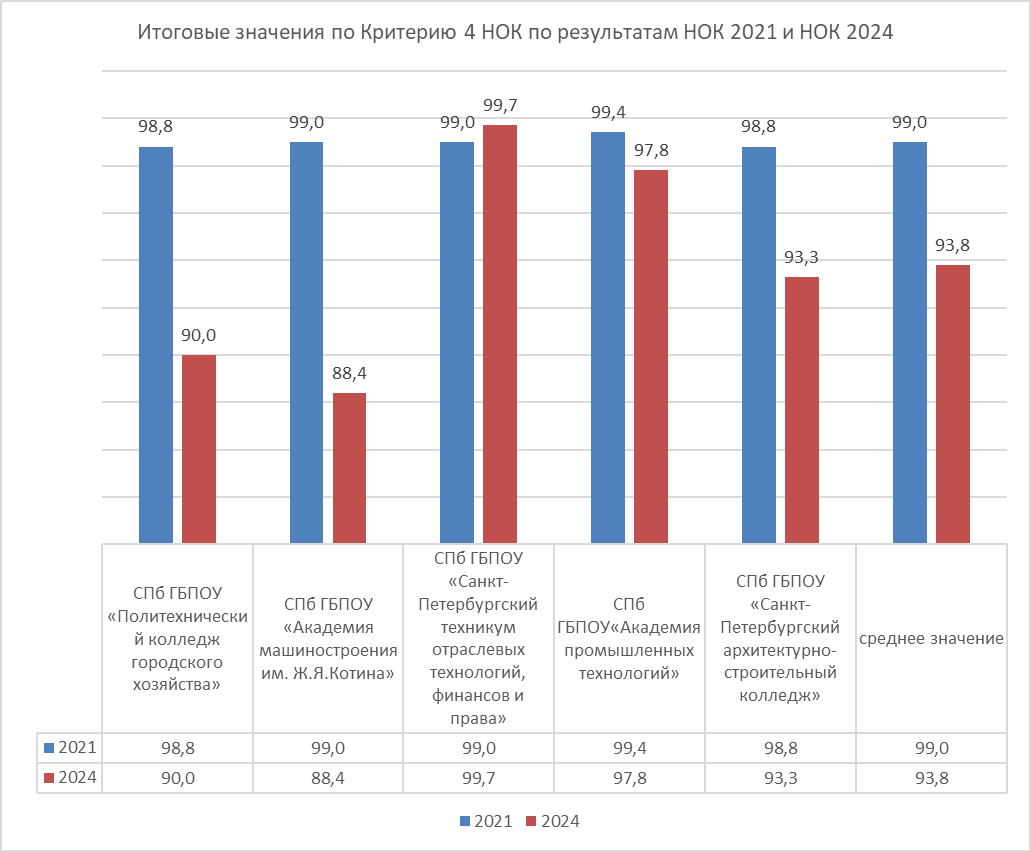 Итоговые значения по Критерию 4 НОК по результатам НОК 2021 и НОК 2024
98,8
90,0
99,0
88,4
99,0
99,7
99,4
97,8
98,8
93,3
99,0
93,8
СПб ГБПОУ
«Политехнически
й колледж
городского
хозяйства»
СПб ГБПОУ
«Академия
машиностроения
им. Ж.Я.Котина»
СПб ГБПОУ
«Санкт-
Петербургский
техникум
отраслевых
технологий,
финансов и
права»
СПб
ГБПОУ«Академия
промышленных
технологий»
СПб ГБПОУ
«Санкт-
Петербургский
архитектурно-
строительный
колледж»
среднее значение
2021 98,8 99,0 99,0 99,4 98,8 99,0
2024 90,0 88,4 99,7 97,8 93,3 93,8
2021 2024